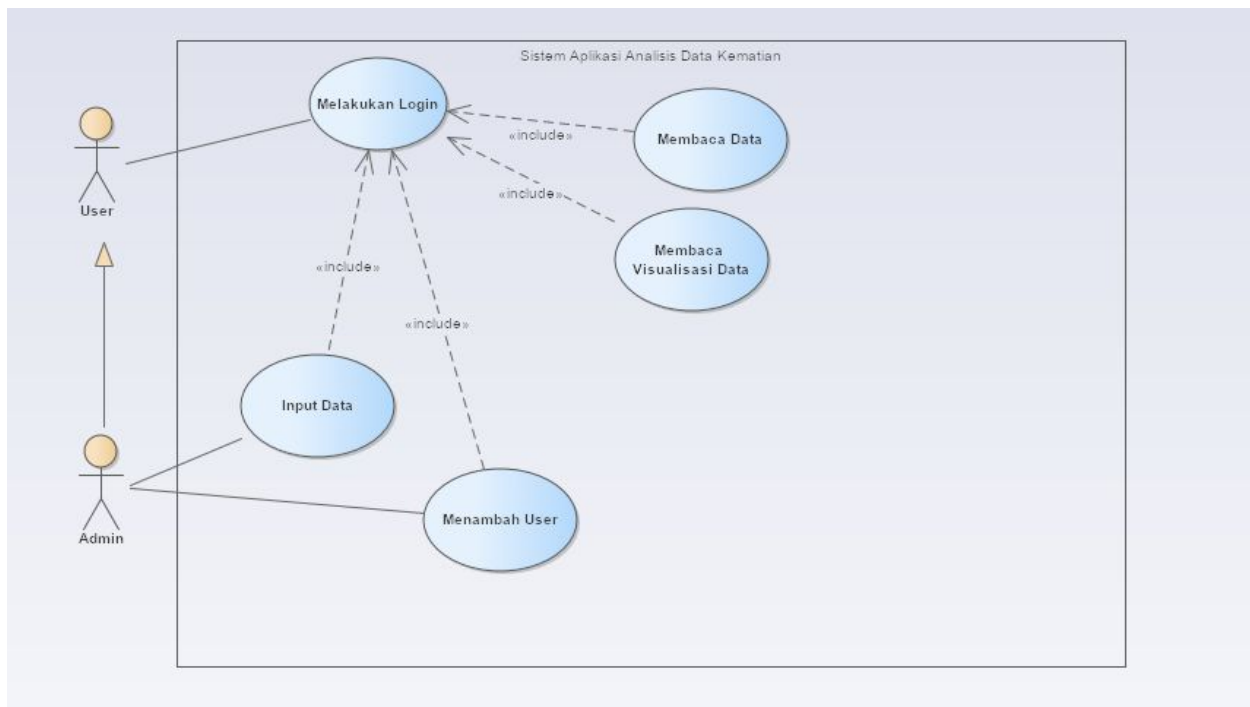 Sistem Aplikasi Analisis Data Kematian
Melakukan Login
«include»
Membaca Data
«include»
User
Membaca
Visualisasi Data
«include»
«include»
Input Data
Menambah User
Admin